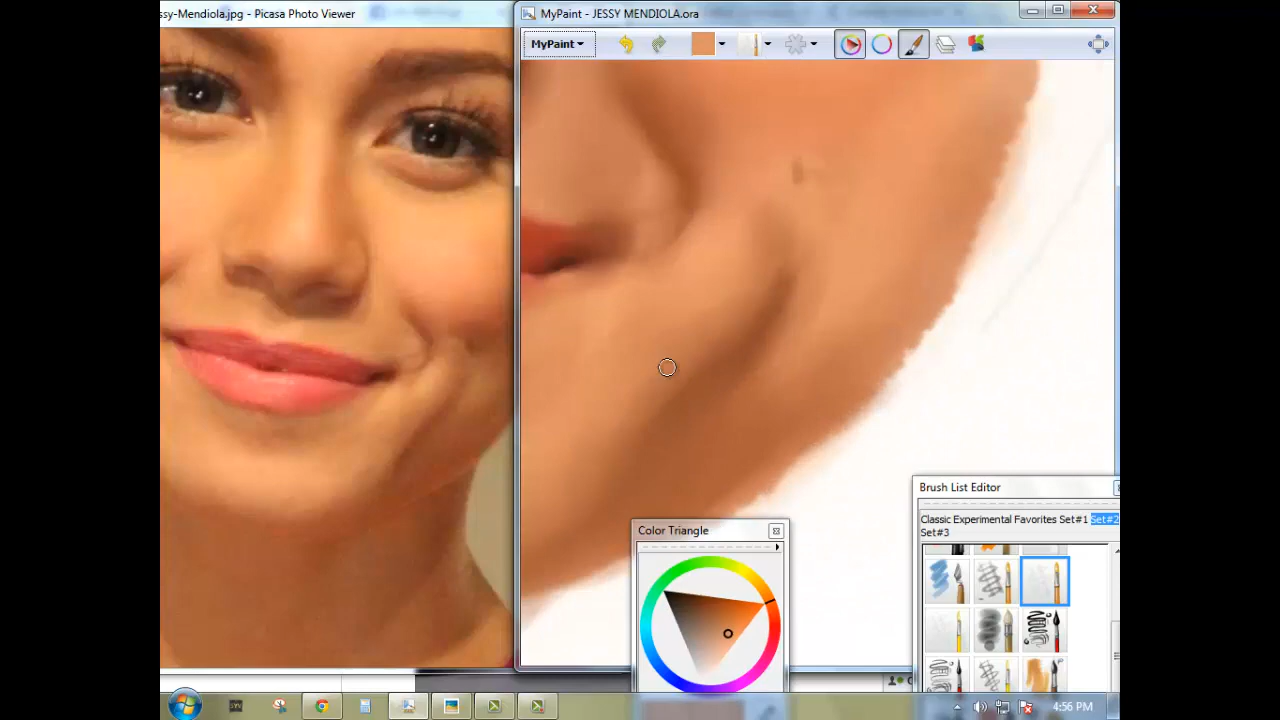 ssy-Mendiola.jpg - Picasa Photo Viewer
MyPaint - JESSY MENDIOLA.ora
MyPaint
Brush List Editor
Classic Experimental Favorites Set#1 Set#2
Set#3
Color Triangle
4:56 PM